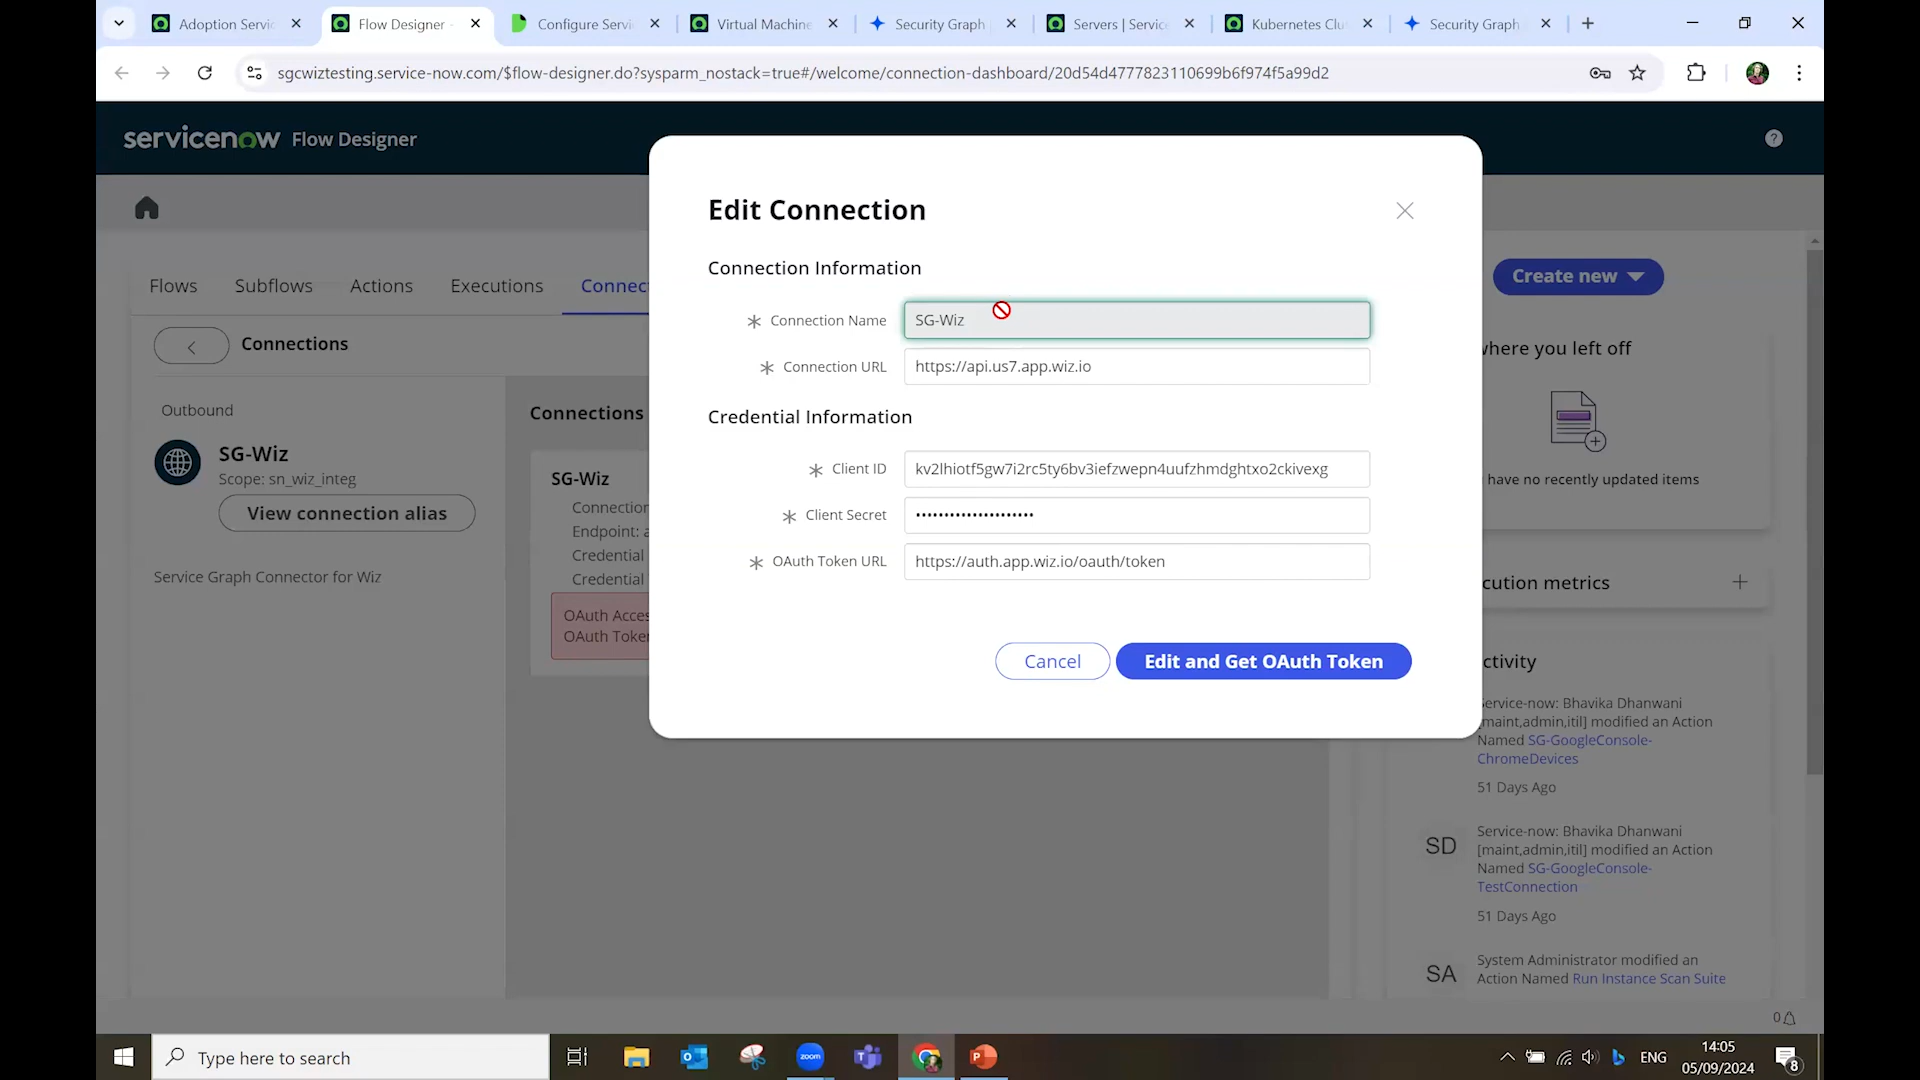 Adoption Servic
Flow Designer -
Configure Servi
Virtual Machine
Security Graph
Servers | Service
Kubernetes Clu
Security Graph
sgcwiztesting.service-now.com/$flow-designer.do?sysparm_nostack=true#/welcome/connection-dashboard/20d54d4777823110699b6f974f5a99d2
servicenow Flow Designer
Flows
Subflows
Actions
Executions
Connec
Connections
Outbound
SG-Wiz
Scope: sn_wiz_integ
View connection alias
Service Graph Connector for Wiz
Connections
SG-Wiz
Connection
Endpoint: a
Credential
Credential
OAuth Acces
OAuth Toke
Edit Connection
Connection Information
Connection Name
SG-Wiz
Connection URL
https://api.us7.app.wiz.io
Credential Information
Client ID
kv2lhiotf5gw7i2rc5ty6bv3iefzwepn4uufzhmdghtxo2ckivexg
Client Secret
OAuth Token URL
https://auth.app.wiz.io/oauth/token
Cancel
Edit and Get OAuth Token
Create new
where you left off
have no recently updated items
cution metrics
ctivity
Service-now: Bhavika Dhanwani
[maint,admin,itil] modified an Action
Named SG-GoogleConsole-
ChromeDevices
51 Days Ago
SD
Service-now: Bhavika Dhanwani
[maint,admin,itil] modified an Action
Named SG-GoogleConsole-
TestConnection
51 Days Ago
SA
System Administrator modified an
Action Named Run Instance Scan Suite
0
Type here to search
zoom
ENG
14:05
05/09/2024
8